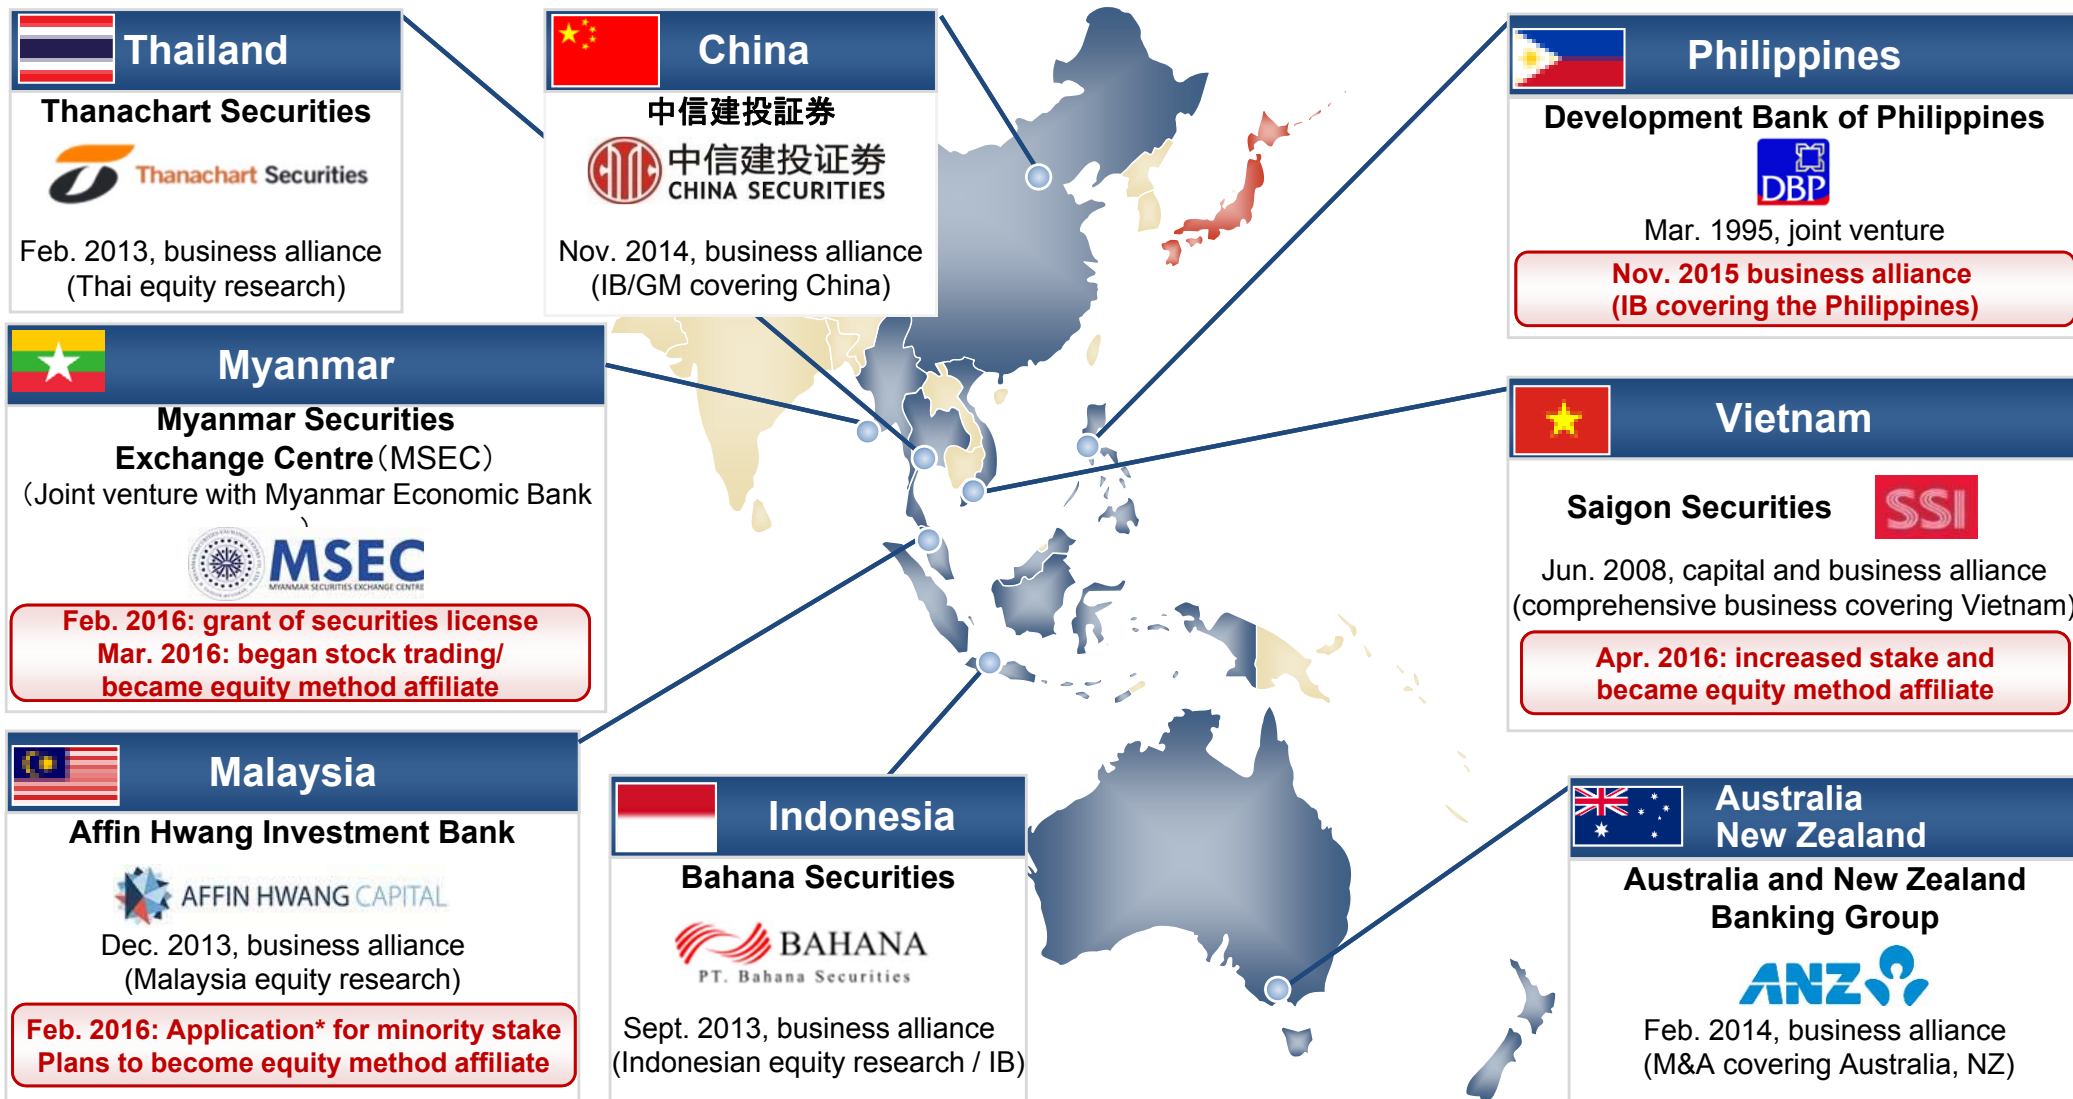 Thailand
Thanachart Securities
Thanachart Securities
Feb. 2013, business alliance
(Thai equity research)
China
中信建投証券
中信建投证券
CHINA SECURITIES
Nov. 2014, business alliance
(IB/GM covering China)
Philippines
Development Bank of Philippines
DBP
Mar. 1995, joint venture
Nov. 2015 business alliance
(IB covering the Philippines)
Myanmar
Myanmar Securities
Exchange Centre（MSEC）
（Joint venture with Myanmar Economic Bank
）
MSEC
MYANMAR SECURITIES EXCHANGE CENTRE
Feb. 2016: grant of securities license
Mar. 2016: began stock trading/
became equity method affiliate
Vietnam
Saigon Securities
SSI
Jun. 2008, capital and business alliance
(comprehensive business covering Vietnam)
Apr. 2016: increased stake and
became equity method affiliate
Malaysia
Affin Hwang Investment Bank
AFFIN HWANG CAPITAL
Dec. 2013, business alliance
(Malaysia equity research)
Feb. 2016: Application* for minority stake
Plans to become equity method affiliate
Indonesia
Bahana Securities
BAHANA
PT. Bahana Securities
Sept. 2013, business alliance
(Indonesian equity research / IB)
Australia
New Zealand
Australia and New Zealand
Banking Group
ANZ
Feb. 2014, business alliance
(M&A covering Australia, NZ)